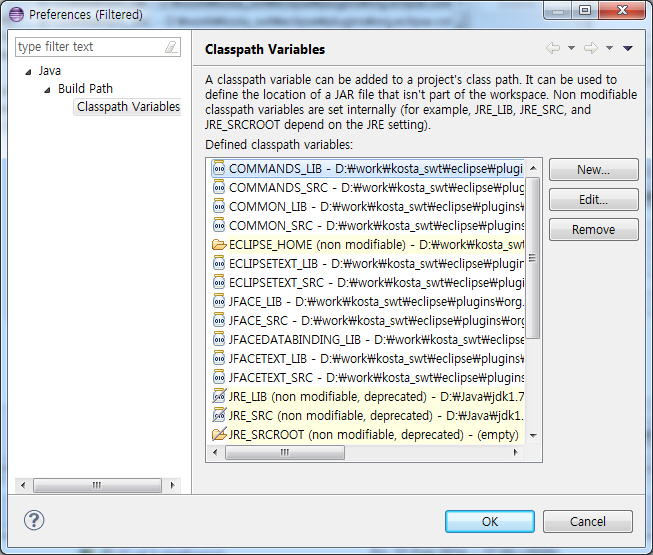 Preferences (Filtered)
type filter text
Java
Build Path
Classpath Variables
Classpath Variables
A classpath variable can be added to a project's class path. It can be used to
define the location of a JAR file that isn't part of the workspace. Non modifiable
classpath variables are set internally (for example, JRE_LIB, JRE_SRC, and
JRE_SRCROOT depend on the JRE setting).
Defined classpath variables:
COMMANDS_LIB - D:₩work₩kosta_swt₩eclipse₩plugi
COMMANDS_SRC - D:₩work₩kosta_swt₩eclipse₩plug
COMMON_LIB - D:₩work₩kosta_swt₩eclipse₩plugins
COMMON_SRC - D:₩work₩kosta_swt₩eclipse₩plugins
ECLIPSE_HOME (non modifiable) - D:₩work₩kosta_swt
ECLIPSETEXT_LIB - D:₩work₩kosta_swt₩eclipse₩plugin
ECLIPSETEXT_SRC - D:₩work₩kosta_swt₩eclipse₩plugin
JFACE_LIB - D:₩work₩kosta_swt₩eclipse₩plugins₩org.
JFACE_SRC - D:₩work₩kosta_swt₩eclipse₩plugins₩org
JFACEDATABINDING_LIB - D:₩work₩kosta_swt₩eclipse
JFACETEXT_LIB - D:₩work₩kosta_swt₩eclipse₩plugins₩
JFACETEXT_SRC - D:₩work₩kosta_swt₩eclipse₩plugins
JRE_LIB (non modifiable, deprecated) - D:₩Java₩jdk1.7
JRE_SRC (non modifiable, deprecated) - D:₩Java₩jdk1.
JRE_SRCROOT (non modifiable, deprecated) - (empty)
New...
Edit...
Remove
OK
Cancel